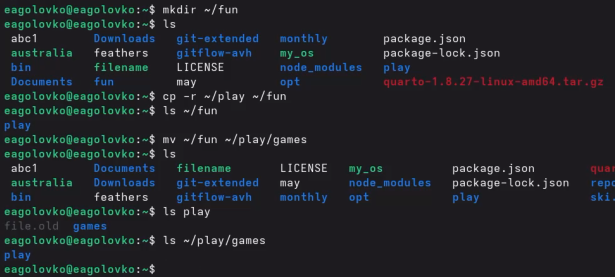 eagolovko@eagolovko:~$ mkdir ~/fun
eagolovko@eagolovko:~$ ls
abc1 Downloads git-extended monthly package.json
australia feathers gitflow-avh my_os package-lock.json
bin filename LICENSE node_modules play
Documents fun may opt quarto-1.8.27-linux-amd64.tar.gz
eagolovko@eagolovko:~$ cp -r ~/play ~/fun
eagolovko@eagolovko:~$ ls ~/fun
play
eagolovko@eagolovko:~$ mv ~/fun ~/play/games
eagolovko@eagolovko:~$ ls
abc1 Documents filename LICENSE my_os package.json quar
australia Downloads git-extended may node_modules package-lock.json repo
bin feathers gitflow-avh monthly opt play ski.
eagolovko@eagolovko:~$ ls play
file.old games
eagolovko@eagolovko:~$ ls ~/play/games
play
eagolovko@eagolovko:~$